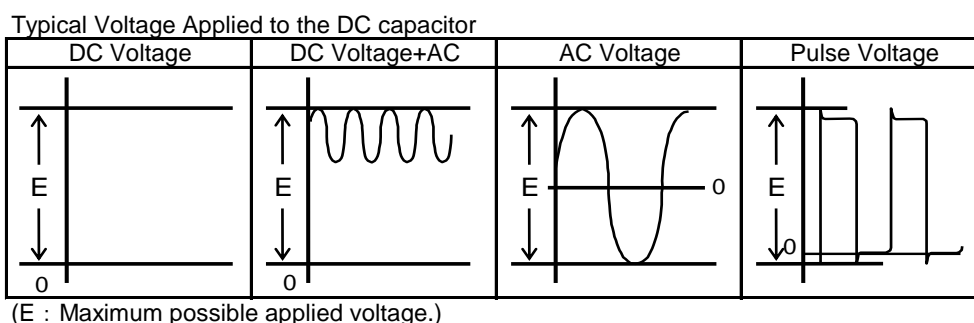 Typical Voltage Applied to the DC capacitor
DC Voltage DC Voltage+AC AC Voltage Pulse Voltage
E E E E
0
0
0
0
(E：Maximum possible applied voltage.)